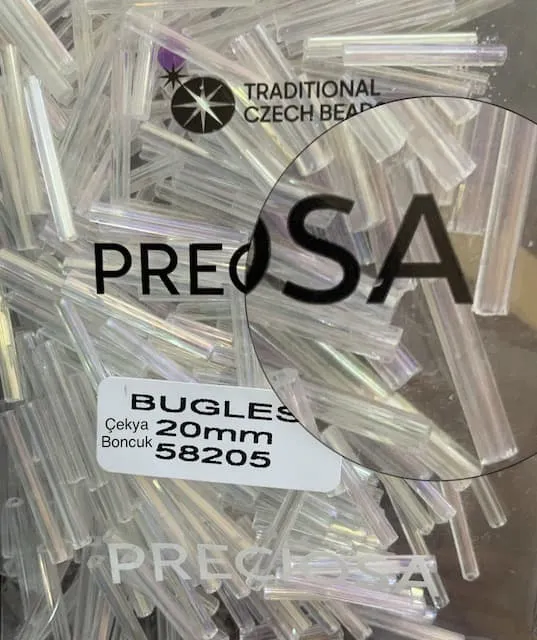 TRADITIONAL
CZECH BEADS
PRECIOSA
BUGLES
Çekya
Boncuk
20mm
58205
PRECIOSA